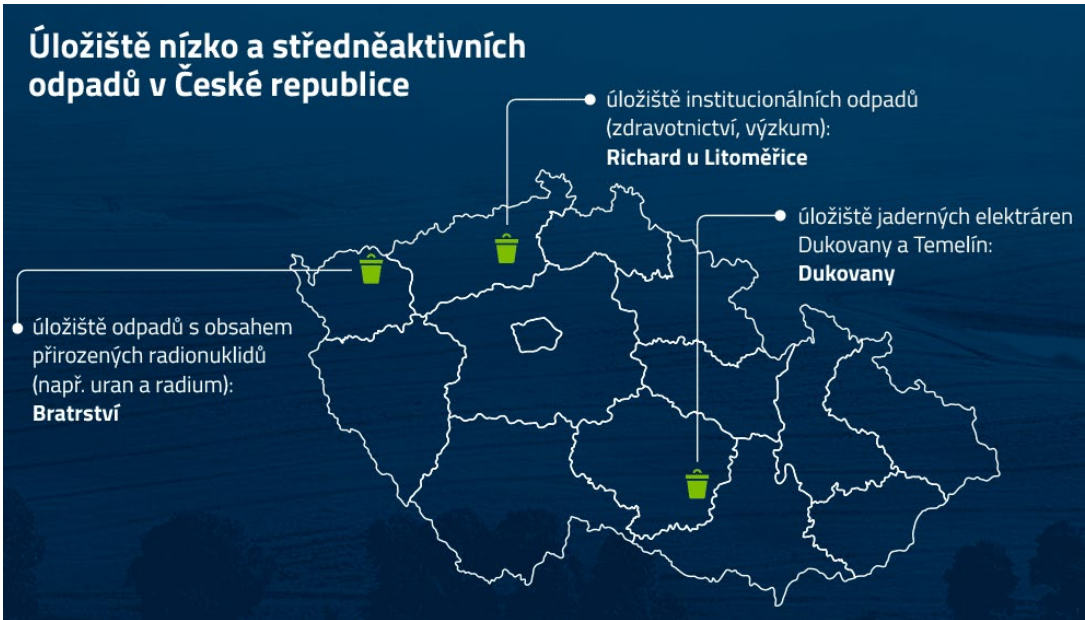 Úložiště nízko a středněaktivních
odpadů v České republice
úložiště institucionálních odpadů
(zdravotnictví, výzkum):
Richard u Litoměřice
úložiště jaderných elektráren
Dukovany a Temelín:
Dukovany
úložiště odpadů s obsahem
přirozených radionuklidů
(např. uran a radium):
Bratrství